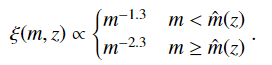 ξ(m, z) ∝ { m^{-1.3} m < m̂(z)
m^{-2.3} m ≥ m̂(z) .